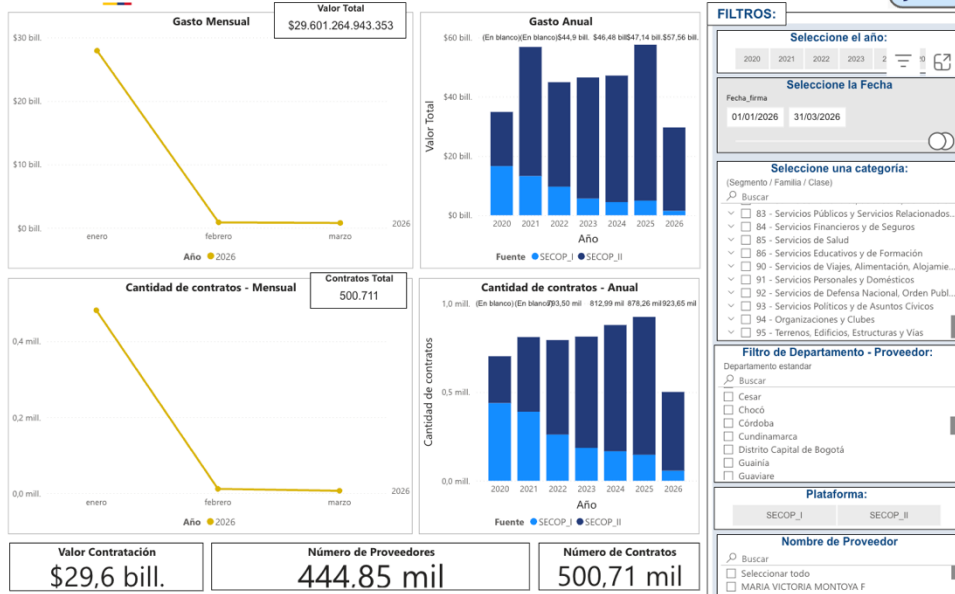 Gasto Mensual
Valor Total
$29.601.264.943.353
$30 bill.
$20 bill.
$10 bill.
$0 bill.
enero
febrero
marzo
2026
Año
2026
Gasto Anual
Valor Total
$60 bill.
$40 bill.
$20 bill.
$0 bill.
(En blanco)
(En blanco)
$44,9 bill.
$46,48 bill.
$47,14 bill.
$57,56 bill.
2020 2021 2022 2023 2024 2025 2026
Año
Fuente SECOP_I SECOP_II
Cantidad de contratos - Mensual
Contratos Total
500.711
0,4 mill.
0,2 mill.
0,0 mill.
enero
febrero
marzo
2026
Año
2026
Cantidad de contratos - Anual
Cantidad de contratos
1,0 mill.
0,5 mill.
0,0 mill.
(En blanco)
812,99 mil
878,26 mil
923,65 mil
2020 2021 2022 2023 2024 2025 2026
Año
Fuente SECOP_I SECOP_II
Valor Contratación
$29,6 bill.
Número de Proveedores
444,85 mil
Número de Contratos
500,71 mil
FILTROS:
Seleccione el año:
2020 2021 2022 2023
Seleccione la Fecha
Fecha_firma
01/01/2026
31/03/2026
Seleccione una categoria:
(Segmento / Familia / Clase)
Buscar
83 - Servicios Públicos y Servicios Relacionados...
84 - Servicios Financieros y de Seguros
85 - Servicios de Salud
86 - Servicios Educativos y de Formación
90 - Servicios de Viajes, Alimentación, Alojamie...
91 - Servicios Personales y Domésticos
92 - Servicios de Defensa Nacional, Orden Publ...
93 - Servicios Políticos y de Asuntos Cívicos
94 - Organizaciones y Clubes
95 - Terrenos, Edificios, Estructuras y Vías
Filtro de Departamento - Proveedor:
Departamento estandar
Buscar
Cesar
Chocó
Córdoba
Cundinamarca
Distrito Capital de Bogotá
Guainía
Guaviare
Plataforma:
SECOP_I
SECOP_II
Nombre de Proveedor
Buscar
Seleccionar todo
MARIA VICTORIA MONTOYA F